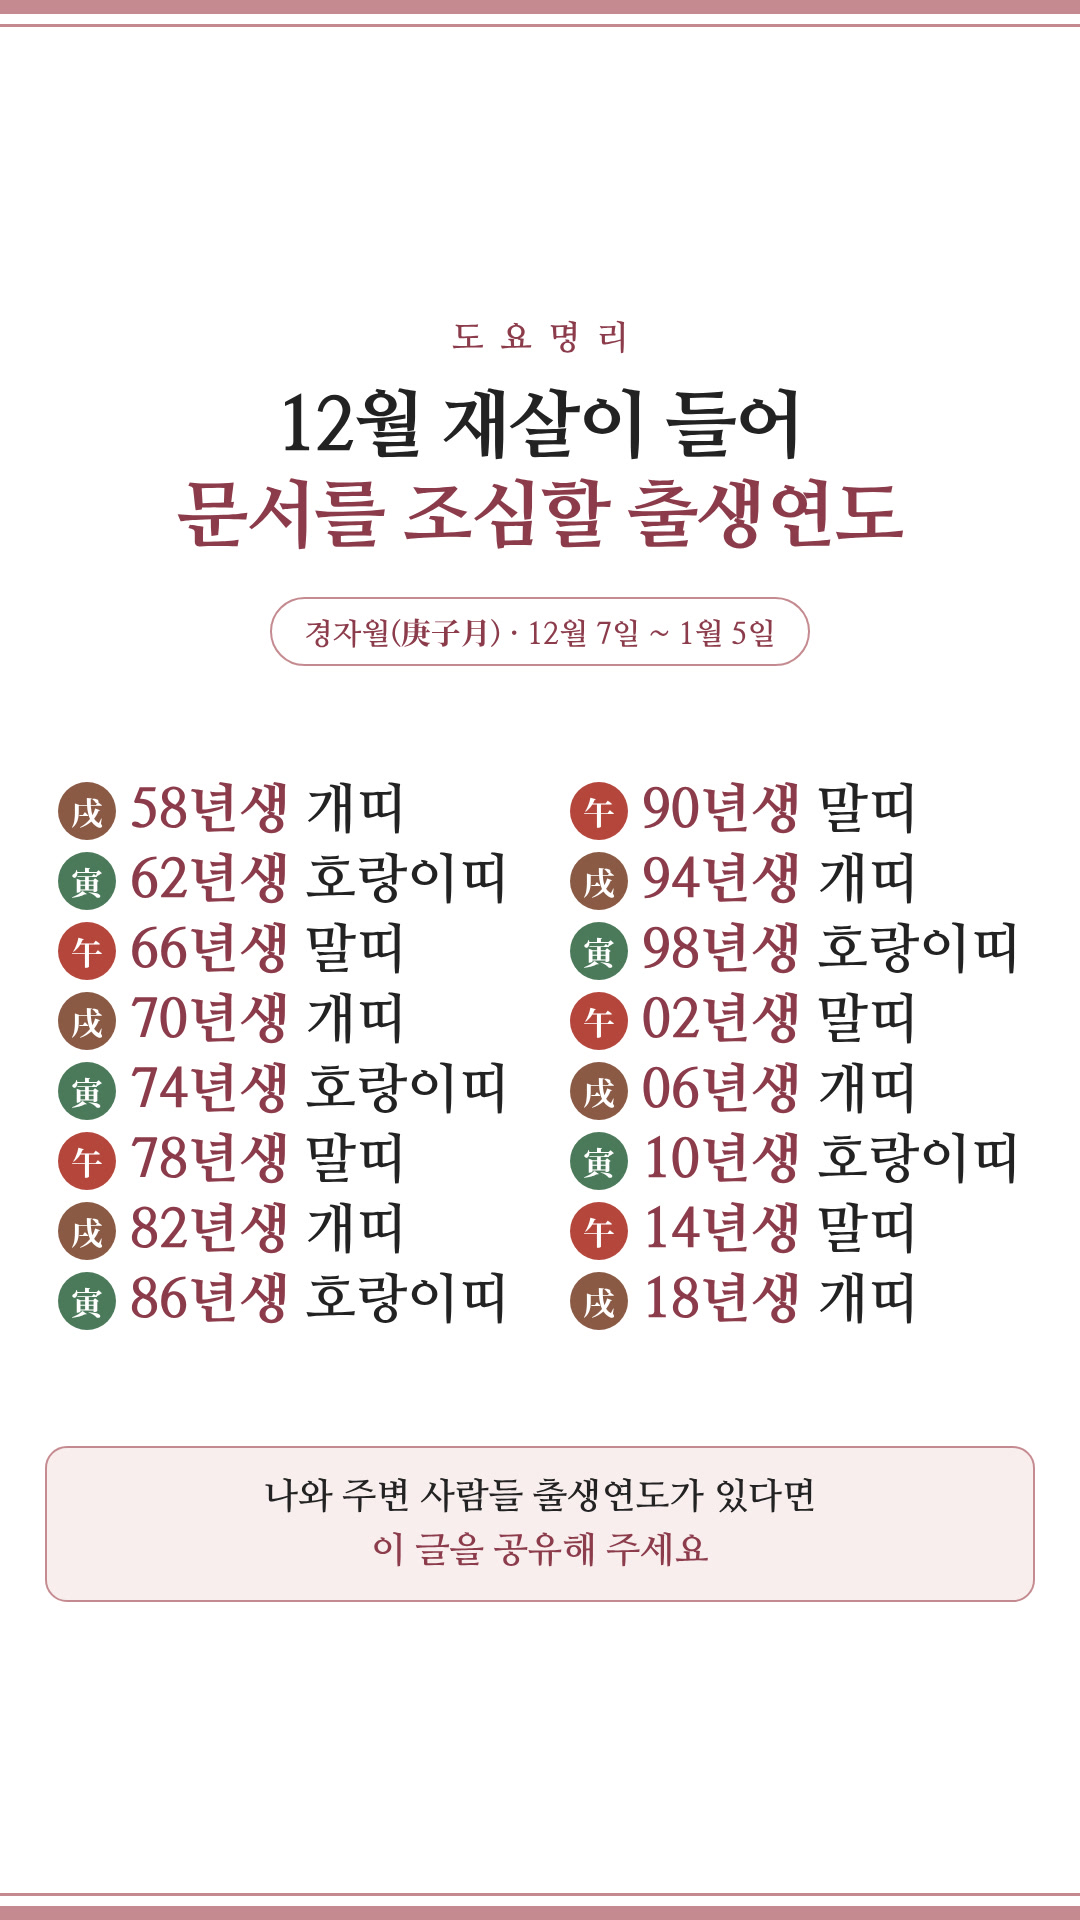 도요명리
12월 재살이 들어
문서를 조심할 출생연도
경자월(庚子月) · 12월 7일 ~ 1월 5일
戌 58년생 개띠
寅 62년생 호랑이띠
午 66년생 말띠
戌 70년생 개띠
寅 74년생 호랑이띠
午 78년생 말띠
戌 82년생 개띠
寅 86년생 호랑이띠
午 90년생 말띠
戌 94년생 개띠
寅 98년생 호랑이띠
午 02년생 말띠
戌 06년생 개띠
寅 10년생 호랑이띠
午 14년생 말띠
戌 18년생 개띠
나와 주변 사람들 출생연도가 있다면
이 글을 공유해 주세요